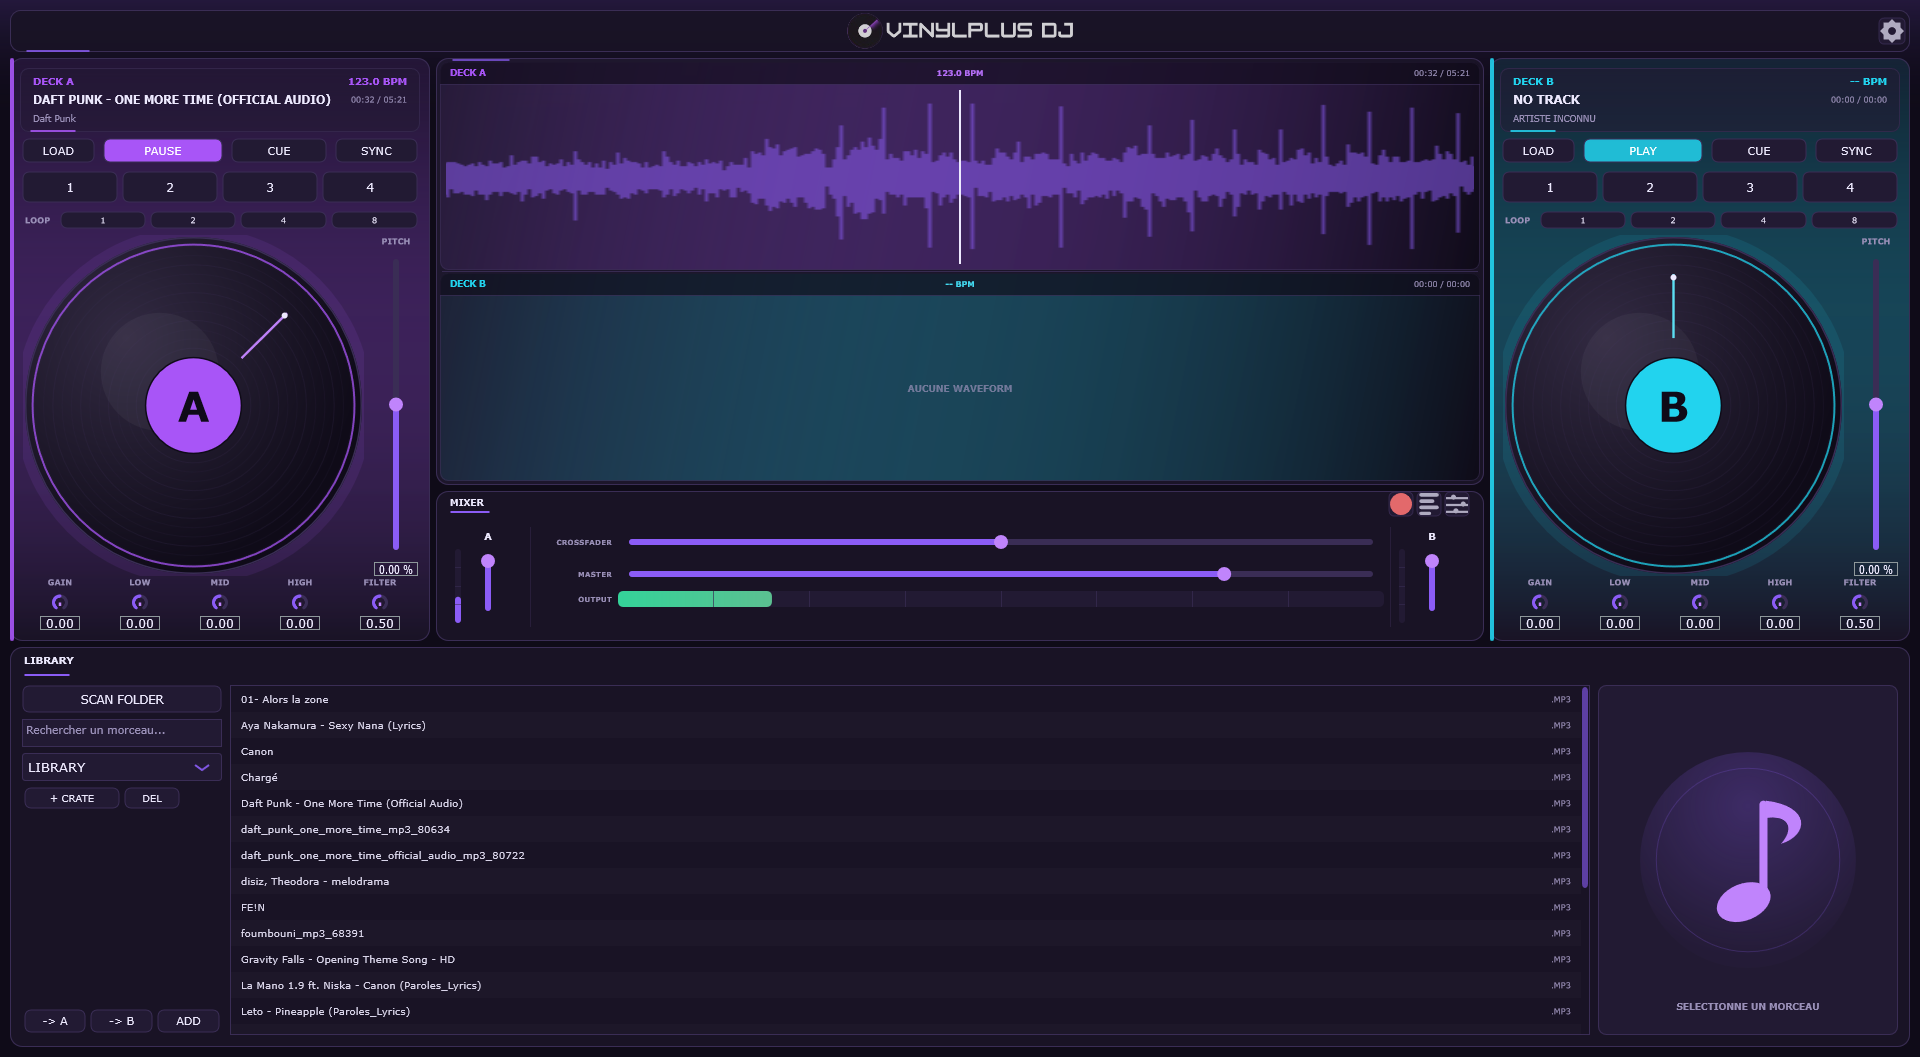 VINYLPLUS DJ
DECK A
123.0 BPM
DAFT PUNK - ONE MORE TIME (OFFICIAL AUDIO)
00:32 / 05:21
Daft Punk
LOAD
PAUSE
CUE
SYNC
1
2
3
4
LOOP
1
2
4
8
PITCH
A
0.00 %
GAIN
LOW
MID
HIGH
FILTER
0.00
0.00
0.00
0.00
0.50
DECK A
123.0 BPM
00:32 / 05:21
DECK B
-- BPM
00:00 / 00:00
AUCUNE WAVEFORM
MIXER
A
CROSSFADER
MASTER
OUTPUT
B
DECK B
-- BPM
NO TRACK
00:00 / 00:00
ARTISTE INCONNU
LOAD
PLAY
CUE
SYNC
1
2
3
4
LOOP
1
2
4
8
PITCH
B
0.00 %
GAIN
LOW
MID
HIGH
FILTER
0.00
0.00
0.00
0.00
0.50
LIBRARY
SCAN FOLDER
Rechercher un morceau...
LIBRARY
+ CRATE
DEL
-> A
-> B
ADD
01- Alors la zone .MP3
Aya Nakamura - Sexy Nana (Lyrics) .MP3
Canon .MP3
Chargé .MP3
Daft Punk - One More Time (Official Audio) .MP3
daft_punk_one_more_time_mp3_80634 .MP3
daft_punk_one_more_time_official_audio_mp3_80722 .MP3
disiz, Theodora - melodrama .MP3
FE!N .MP3
foumbouni_mp3_68391 .MP3
Gravity Falls - Opening Theme Song - HD .MP3
La Mano 1.9 ft. Niska - Canon (Paroles_Lyrics) .MP3
Leto - Pineapple (Paroles_Lyrics) .MP3
SELECTIONNE UN MORCEAU